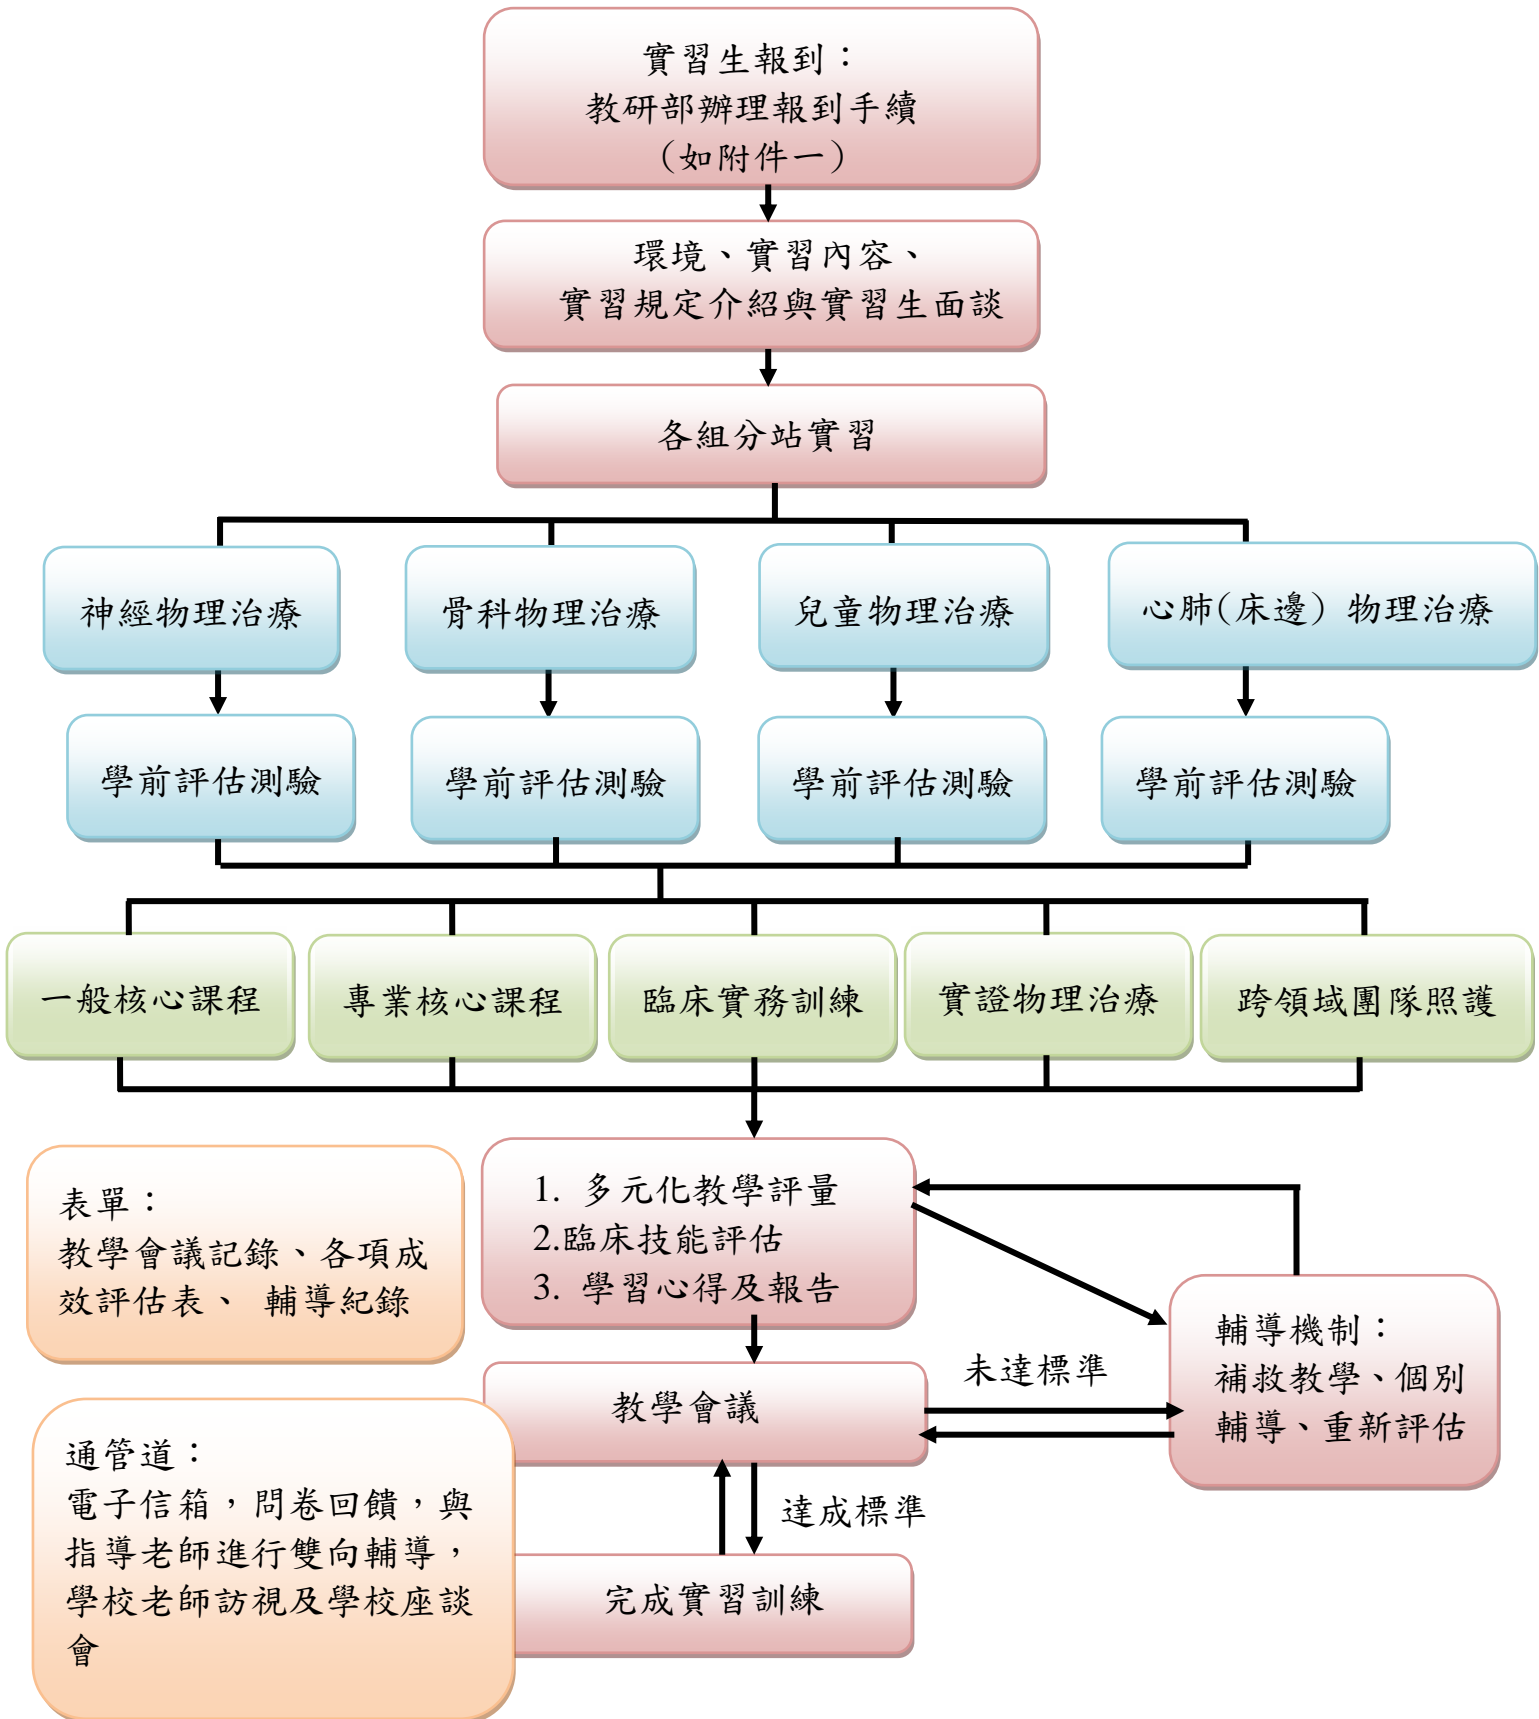 實習生報到：
教研部辦理報到手續
（如附件一）
環境、實習內容、
實習規定介紹與實習生面談
各組分站實習
神經物理治療
骨科物理治療
兒童物理治療
心肺(床邊）物理治療
學前評估測驗
學前評估測驗
學前評估測驗
學前評估測驗
一般核心課程
專業核心課程
臨床實務訓練
實證物理治療
跨領域團隊照護
表單：
教學會議記錄、各項成
效評估表、 輔導紀錄
1. 多元化教學評量
2.臨床技能評估
3. 學習心得及報告
輔導機制：
補救教學、個別
輔導、重新評估
未達標準
教學會議
通管道：
電子信箱，問卷回饋，與
指導老師進行雙向輔導，
學校老師訪視及學校座談
會
達成標準
完成實習訓練